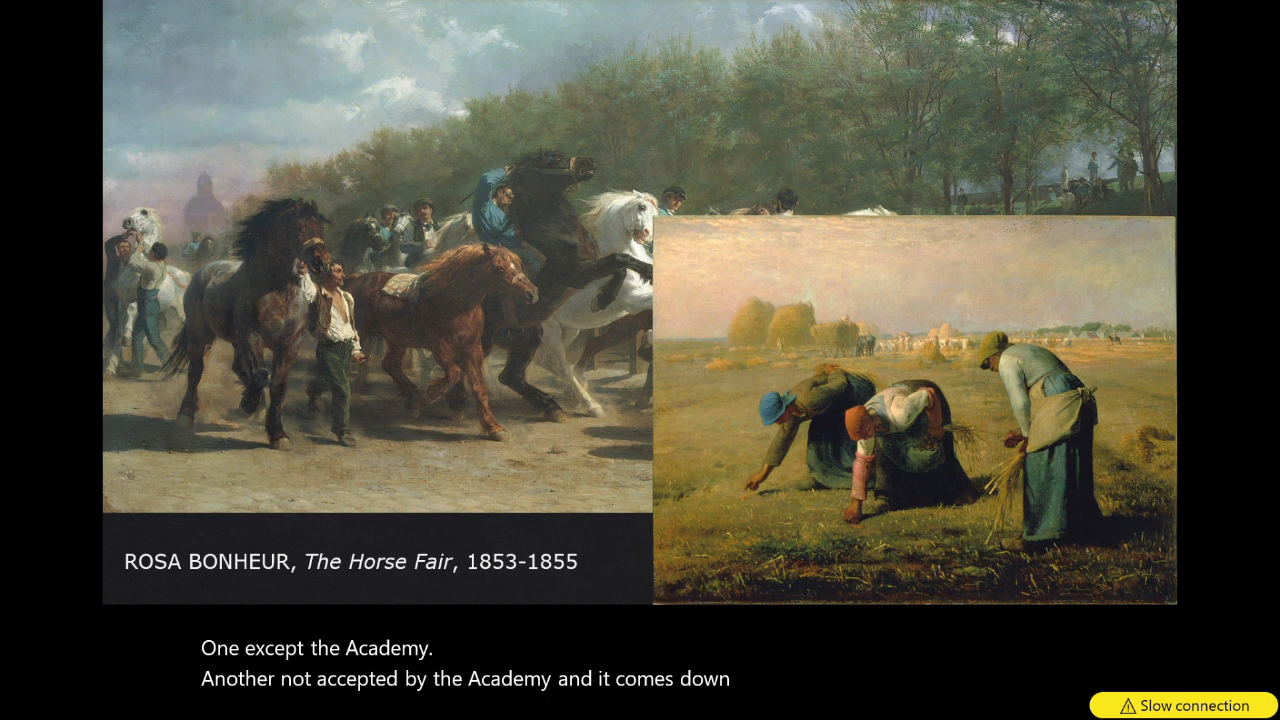 ROSA BONHEUR, The Horse Fair, 1853-1855
One except the Academy.
Another not accepted by the Academy and it comes down
Slow connection